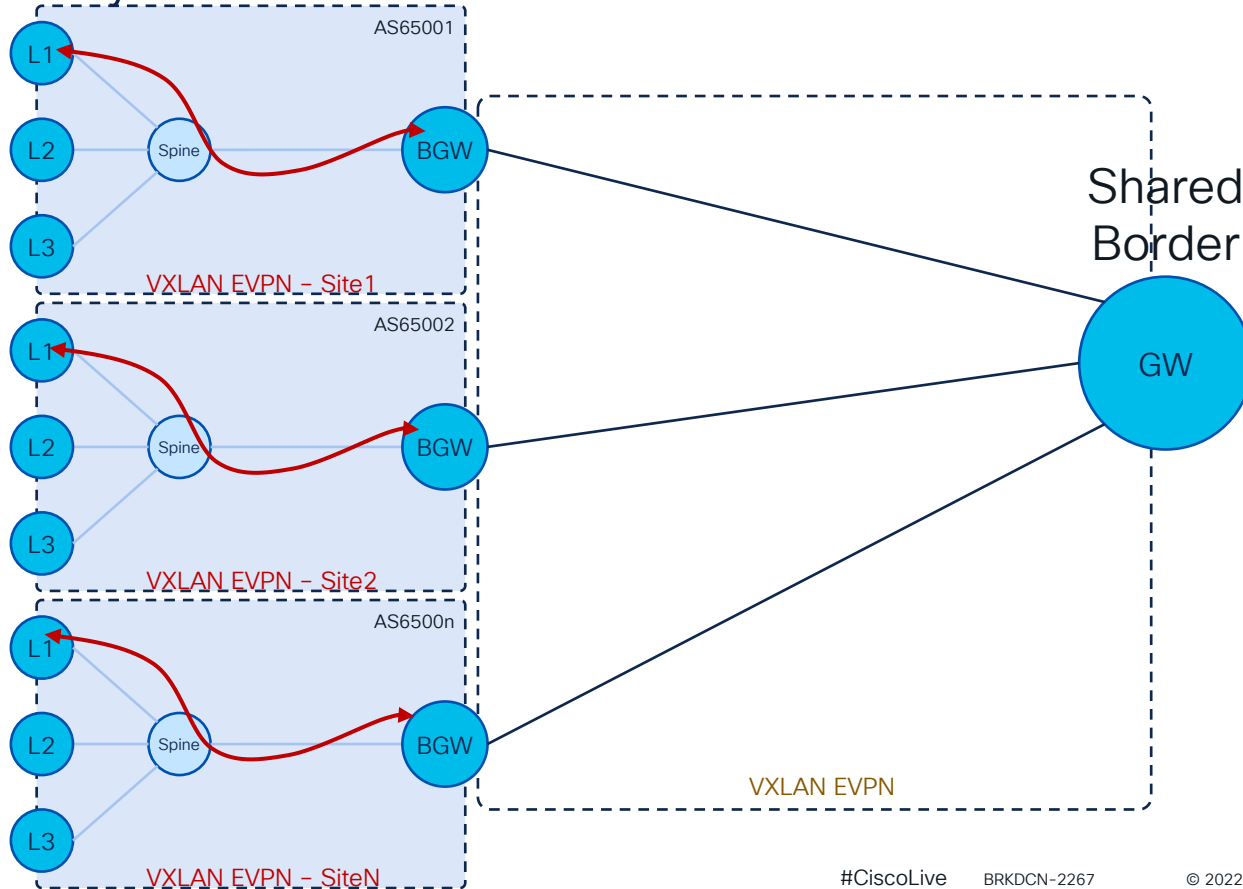 AS65001
L1
L2
Spine
BGW
L3
VXLAN EVPN – Site1
AS65002
L1
L2
Spine
BGW
L3
VXLAN EVPN – Site2
AS6500n
L1
L2
Spine
BGW
L3
VXLAN EVPN – SiteN
Shared
Border
GW
VXLAN EVPN
#CiscoLive BRKDCN-2267 © 2022